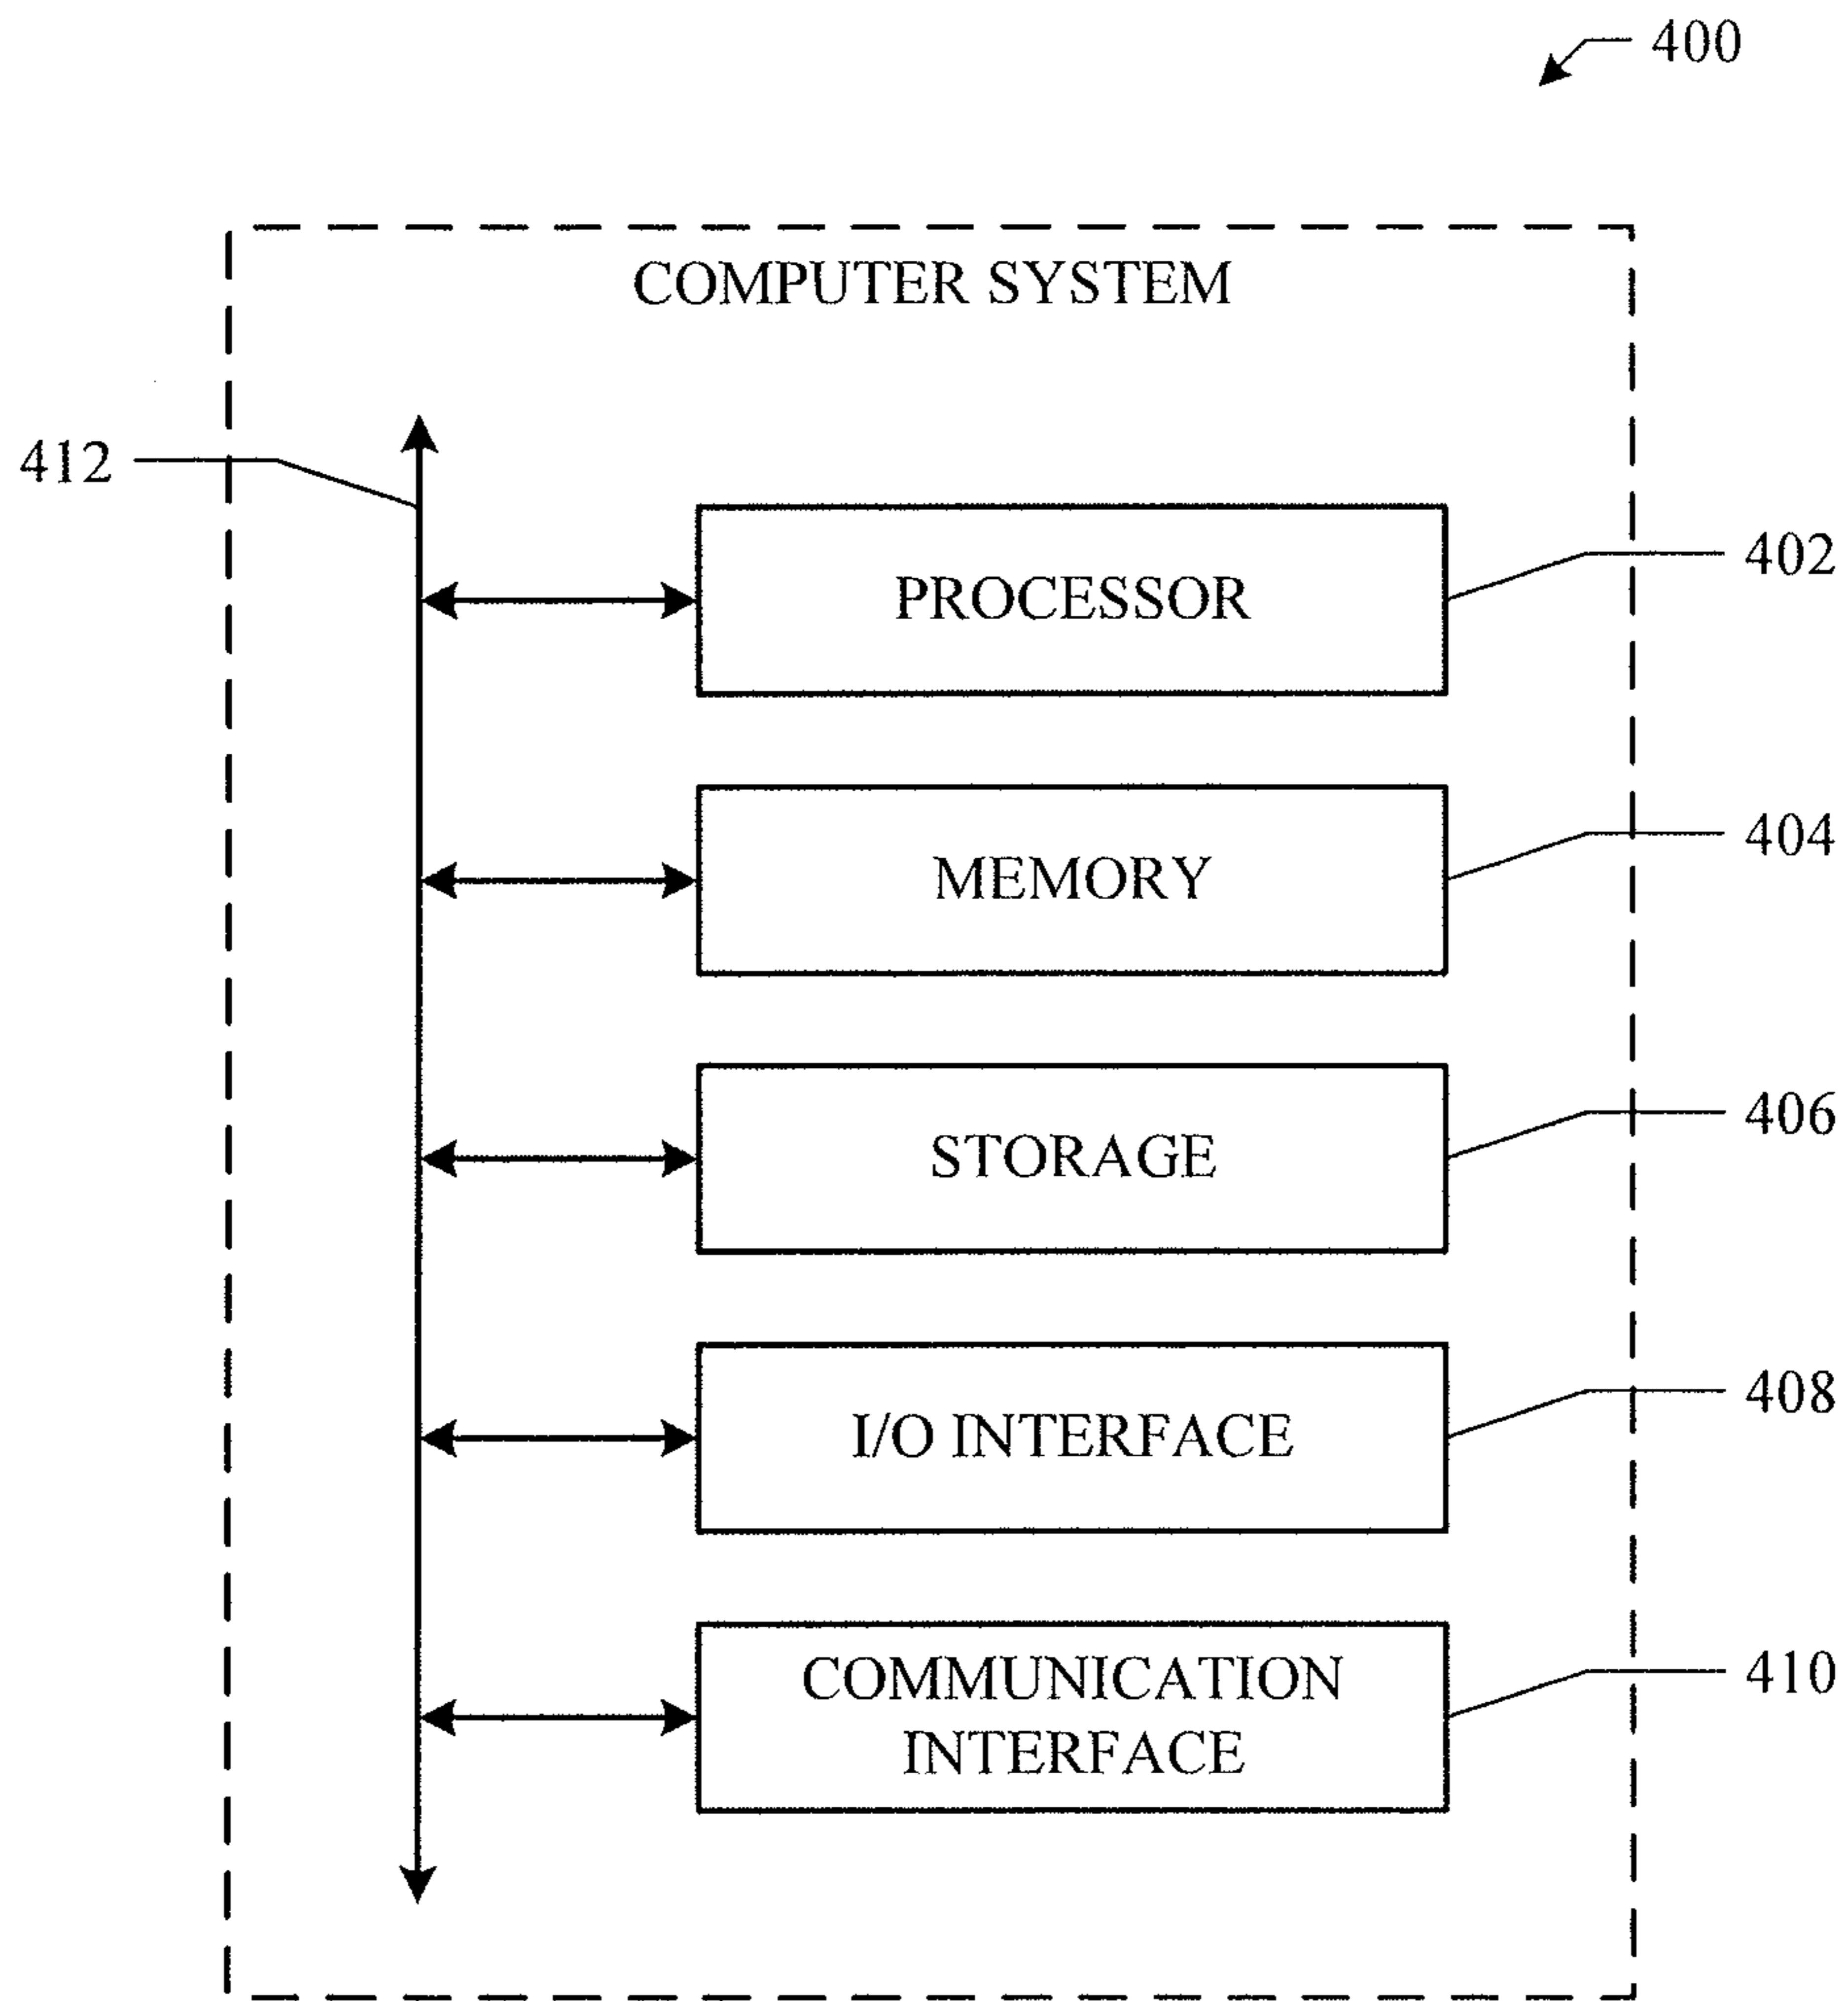 400
COMPUTER SYSTEM
412
PROCESSOR
402
MEMORY
404
STORAGE
406
I/O INTERFACE
408
COMMUNICATION
INTERFACE
410